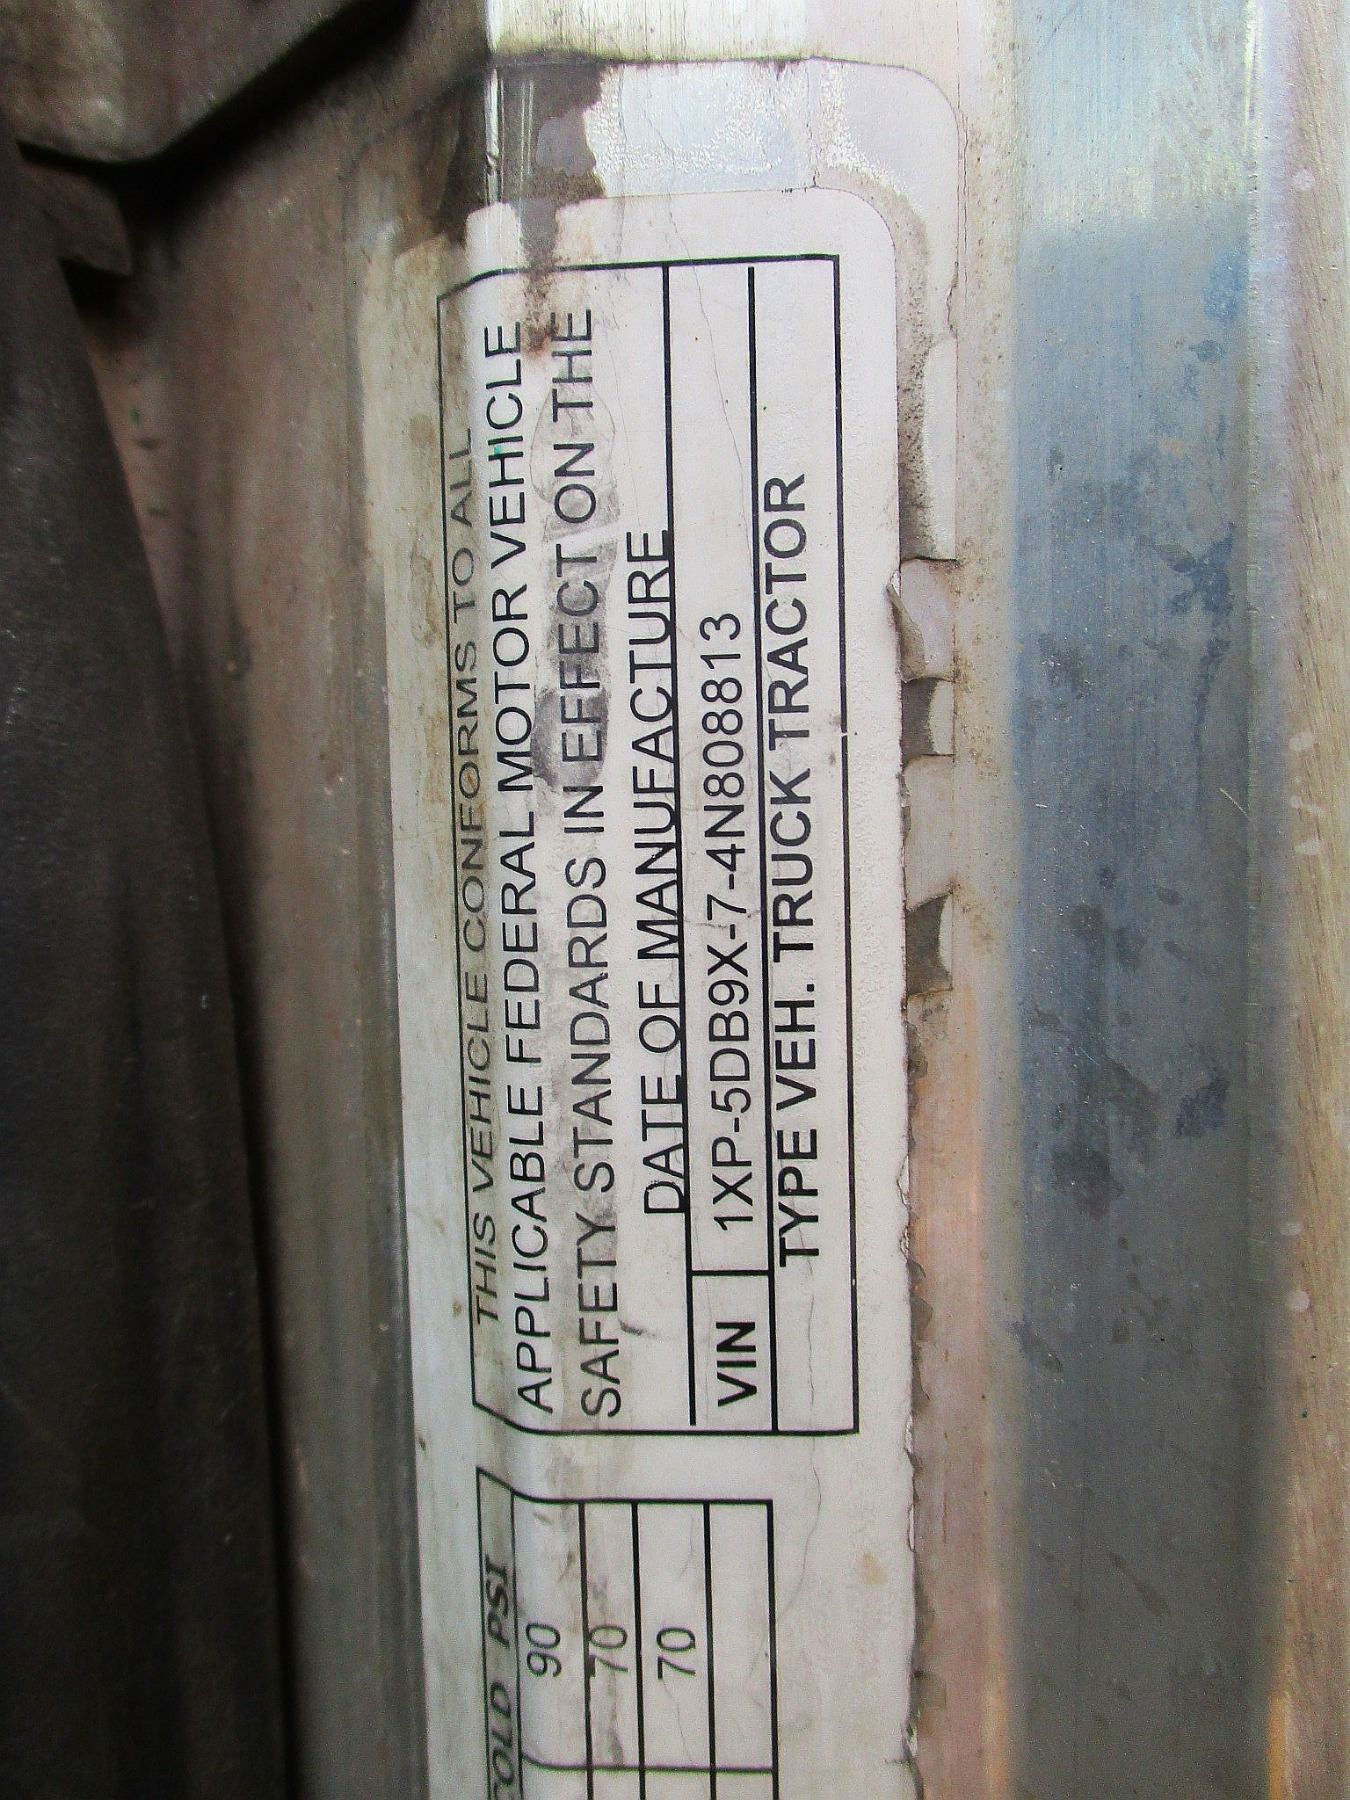 THIS VEHICLE CONFORMS TO ALL
APPLICABLE FEDERAL MOTOR VEHICLE
SAFETY STANDARDS IN EFFECT ON THE
DATE OF MANUFACTURE
VIN 1XP-5DB9X-7-4N808813
TYPE VEH. TRUCK TRACTOR
COLD PSI
90
70
70